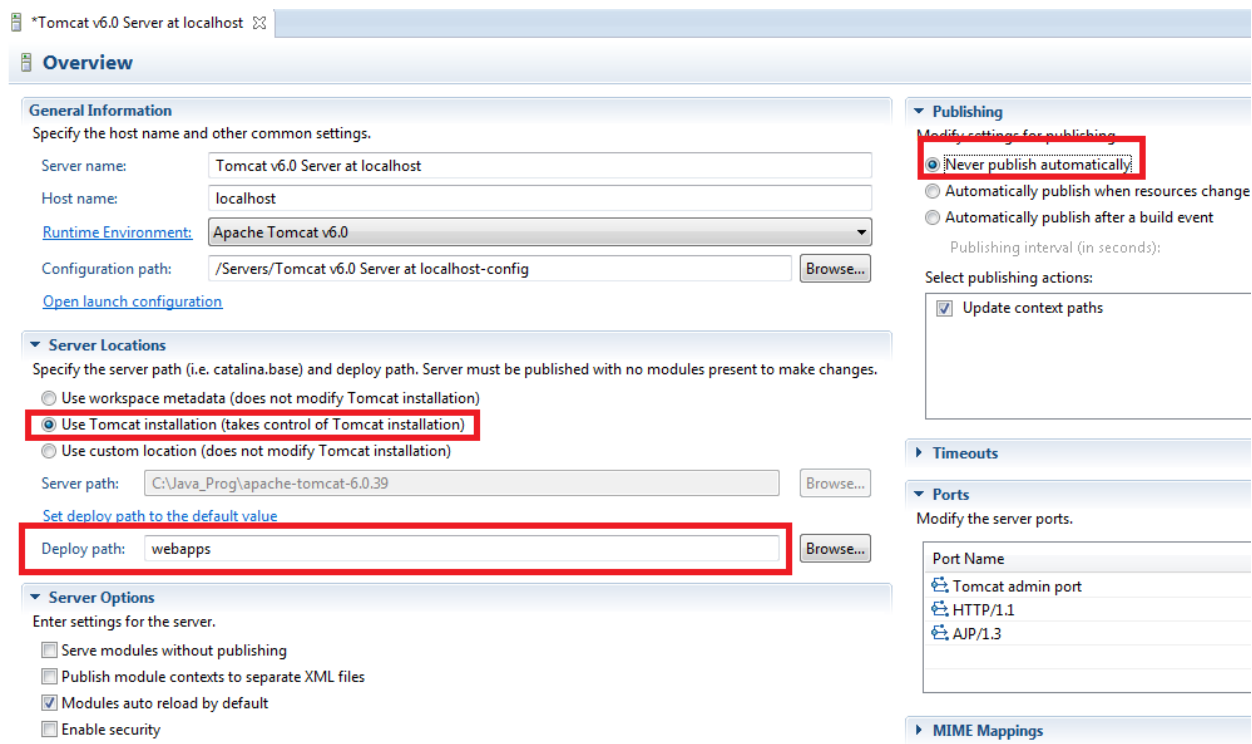 *Tomcat v6.0 Server at localhost
Overview
General Information
Specify the host name and other common settings.
Server name: Tomcat v6.0 Server at localhost
Host name: localhost
Runtime Environment: Apache Tomcat v6.0
Configuration path: /Servers/Tomcat v6.0 Server at localhost-config Browse...
Open launch configuration
Server Locations
Specify the server path (i.e. catalina.base) and deploy path. Server must be published with no modules present to make changes.
Use workspace metadata (does not modify Tomcat installation)
Use Tomcat installation (takes control of Tomcat installation)
Use custom location (does not modify Tomcat installation)
Server path: C:\Java_Prog\apache-tomcat-6.0.39 Browse...
Set deploy path to the default value
Deploy path: webapps Browse...
Server Options
Enter settings for the server.
Serve modules without publishing
Publish module contexts to separate XML files
Modules auto reload by default
Enable security
Publishing
Modify settings for publishing
Never publish automatically
Automatically publish when resources change
Automatically publish after a build event
Publishing interval (in seconds):
Select publishing actions:
Update context paths
Timeouts
Ports
Modify the server ports.
Port Name
Tomcat admin port
HTTP/1.1
AJP/1.3
MIME Mappings